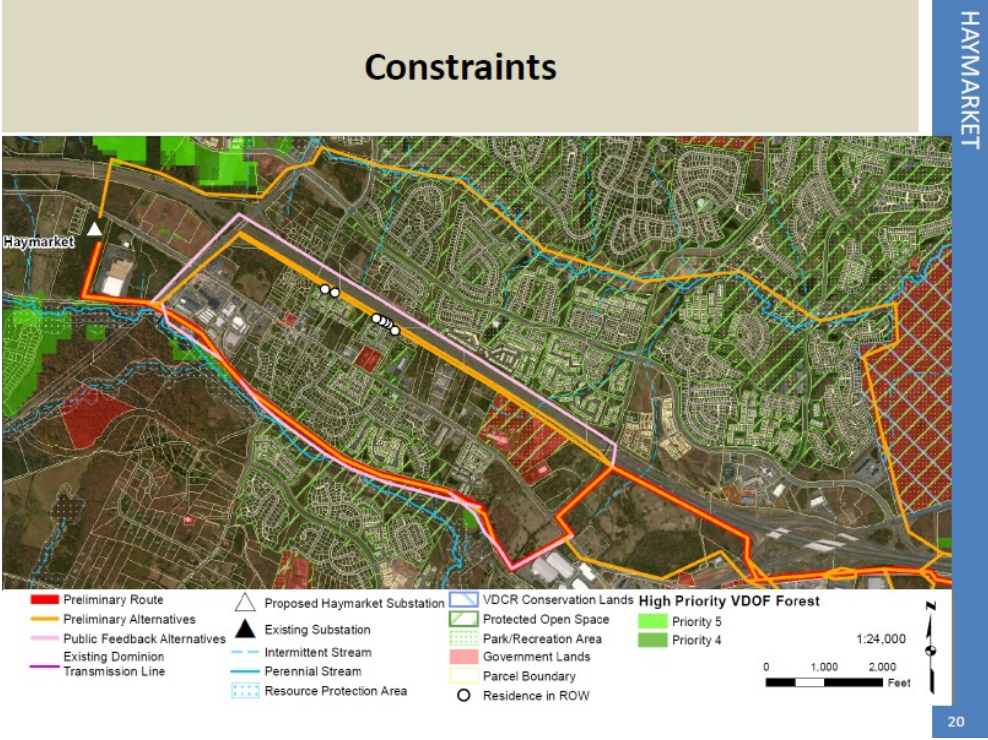 Constraints
HAYMARKET
Haymarket
Preliminary Route
Preliminary Alternatives
Public Feedback Alternatives
Existing Dominion
Transmission Line
Proposed Haymarket Substation
Existing Substation
Intermittent Stream
Perennial Stream
Resource Protection Area
VDCR Conservation Lands
Protected Open Space
Park/Recreation Area
Government Lands
Parcel Boundary
Residence in ROW
High Priority VDOF Forest
Priority 5
Priority 4
1:24,000
0 1,000 2,000
Feet
N
20